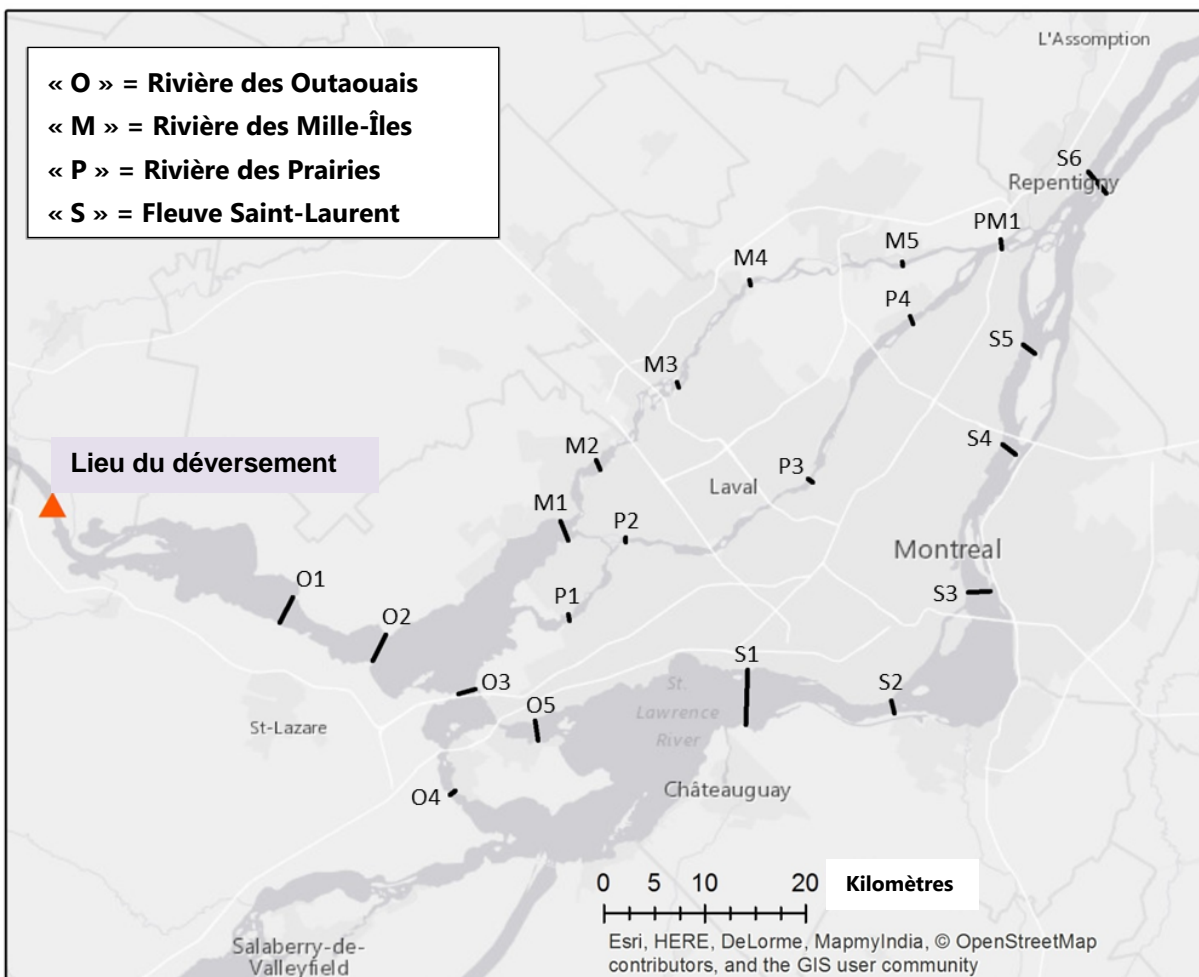 L'Assomption
« O » = Rivière des Outaouais
« M » = Rivière des Mille-Îles
« P » = Rivière des Prairies
« S » = Fleuve Saint-Laurent
S6
Repentigny
PM1
M5
M4
P4
S5
M3
S4
M2
Lieu du déversement
P3
Laval
M1
P2
Montreal
O1
P1
S3
O2
S1
O3
S2
St.
Lawrence
River
O5
St-Lazare
Châteauguay
O4
0 5 10 20 Kilomètres
Salaberry-de-
Valleyfield
Esri, HERE, DeLorme, MapmyIndia, © OpenStreetMap
contributors, and the GIS user community